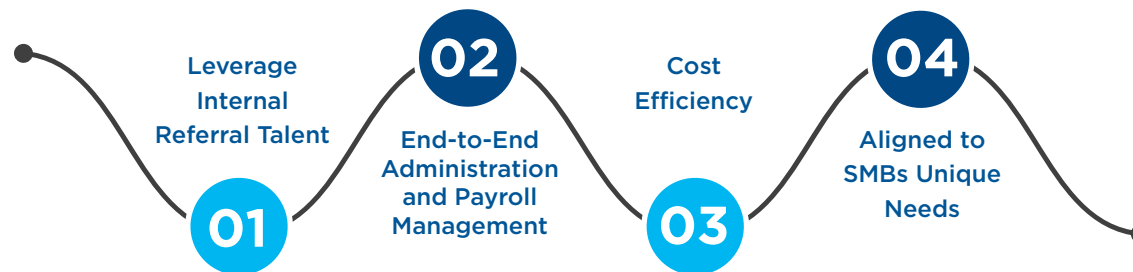 Leverage
Internal
Referral Talent
01
02
End-to-End
Administration
and Payroll
Management
Cost
Efficiency
03
04
Aligned to
SMBs Unique
Needs